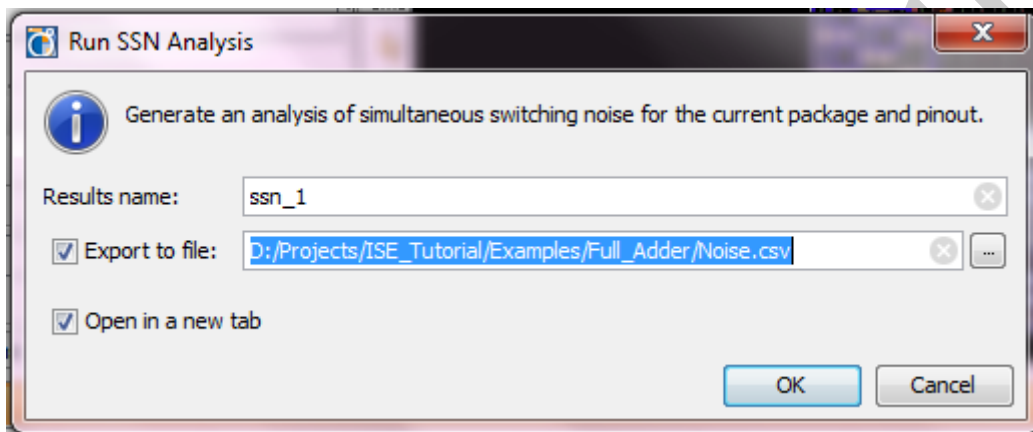 Run SSN Analysis
Generate an analysis of simultaneous switching noise for the current package and pinout.
Results name: ssn_1
Export to file: D:/Projects/ISE_Tutorial/Examples/Full_Adder/Noise.csv ...
Open in a new tab
OK Cancel